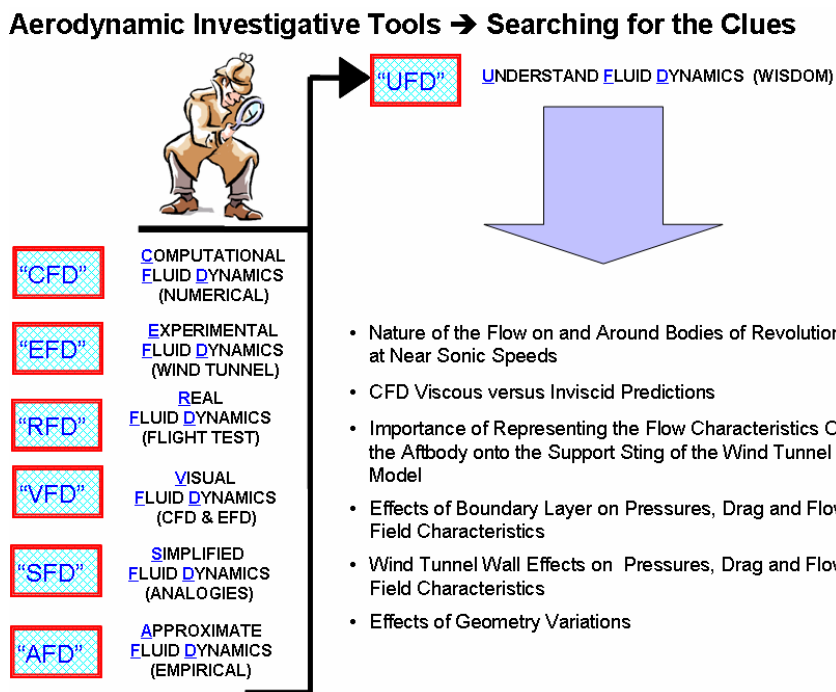 Aerodynamic Investigative Tools → Searching for the Clues
"UFD"
UNDERSTAND FLUID DYNAMICS (WISDOM)
"CFD"
COMPUTATIONAL
FLUID DYNAMICS
(NUMERICAL)
"EFD"
EXPERIMENTAL
FLUID DYNAMICS
(WIND TUNNEL)
"RFD"
REAL
FLUID DYNAMICS
(FLIGHT TEST)
"VFD"
VISUAL
FLUID DYNAMICS
(CFD & EFD)
"SFD"
SIMPLIFIED
FLUID DYNAMICS
(ANALOGIES)
"AFD"
APPROXIMATE
FLUID DYNAMICS
(EMPIRICAL)
• Nature of the Flow on and Around Bodies of Revolution
at Near Sonic Speeds
• CFD Viscous versus Inviscid Predictions
• Importance of Representing the Flow Characteristics
the Aftbody onto the Support Sting of the Wind Tunnel
Model
• Effects of Boundary Layer on Pressures, Drag and Flow
Field Characteristics
• Wind Tunnel Wall Effects on Pressures, Drag and Flow
Field Characteristics
• Effects of Geometry Variations